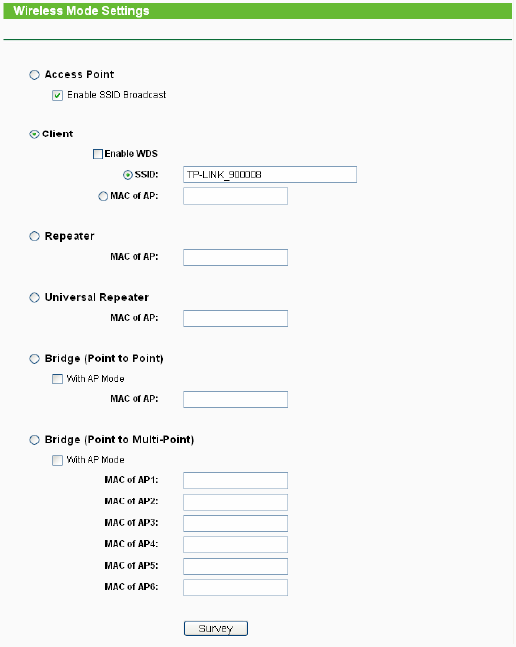 Wireless Mode Settings
Access Point
Enable SSID Broadcast
Client
Enable WDS
SSID: TP-LINK_900008
MAC of AP:
Repeater
MAC of AP:
Universal Repeater
MAC of AP:
Bridge (Point to Point)
With AP Mode
MAC of AP:
Bridge (Point to Multi-Point)
With AP Mode
MAC of AP1:
MAC of AP2:
MAC of AP3:
MAC of AP4:
MAC of AP5:
MAC of AP6:
Survey